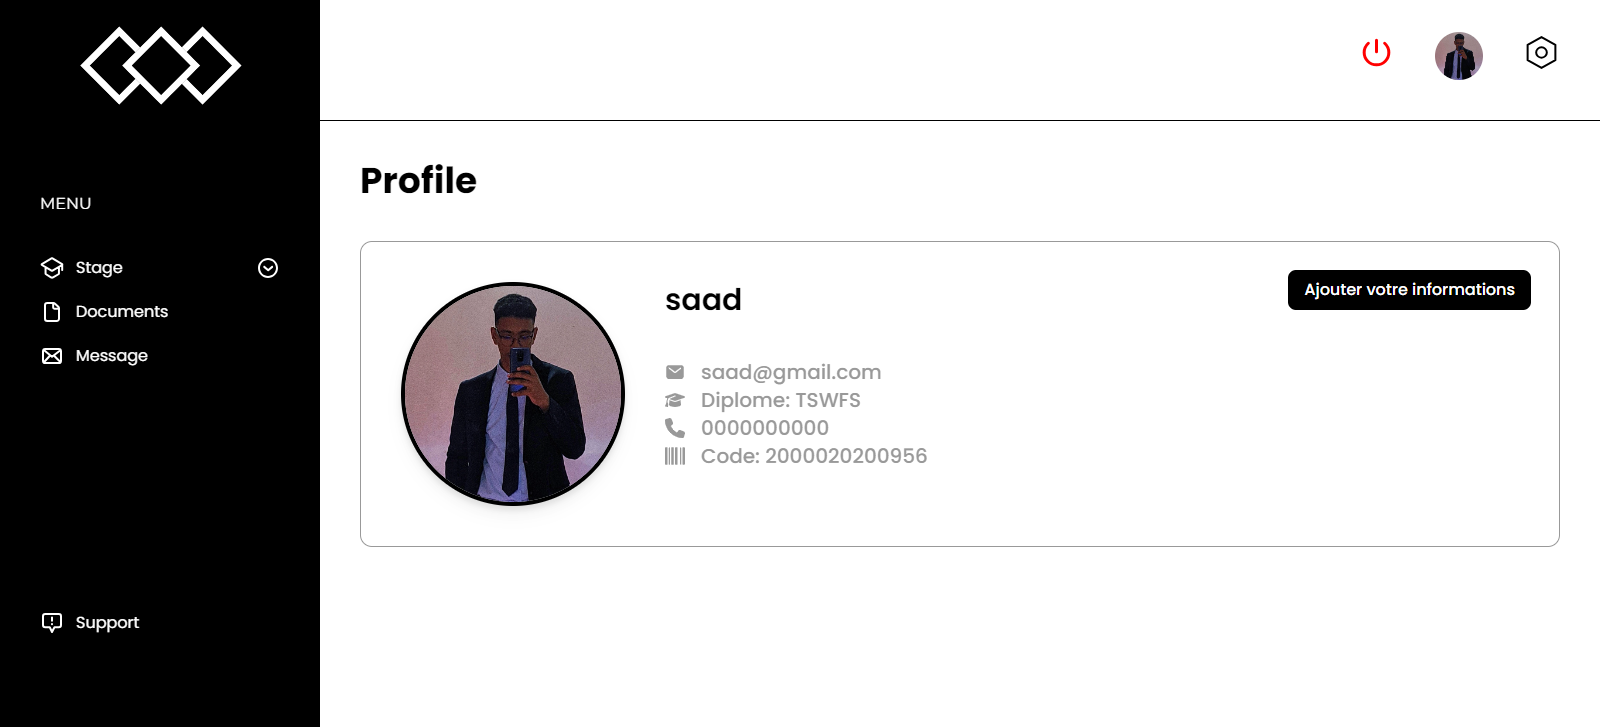 MENU
Stage
Documents
Message
Support
Profile
saad
Ajouter votre informations
saad@gmail.com
Diplome: TSWFS
0000000000
Code: 2000020200956